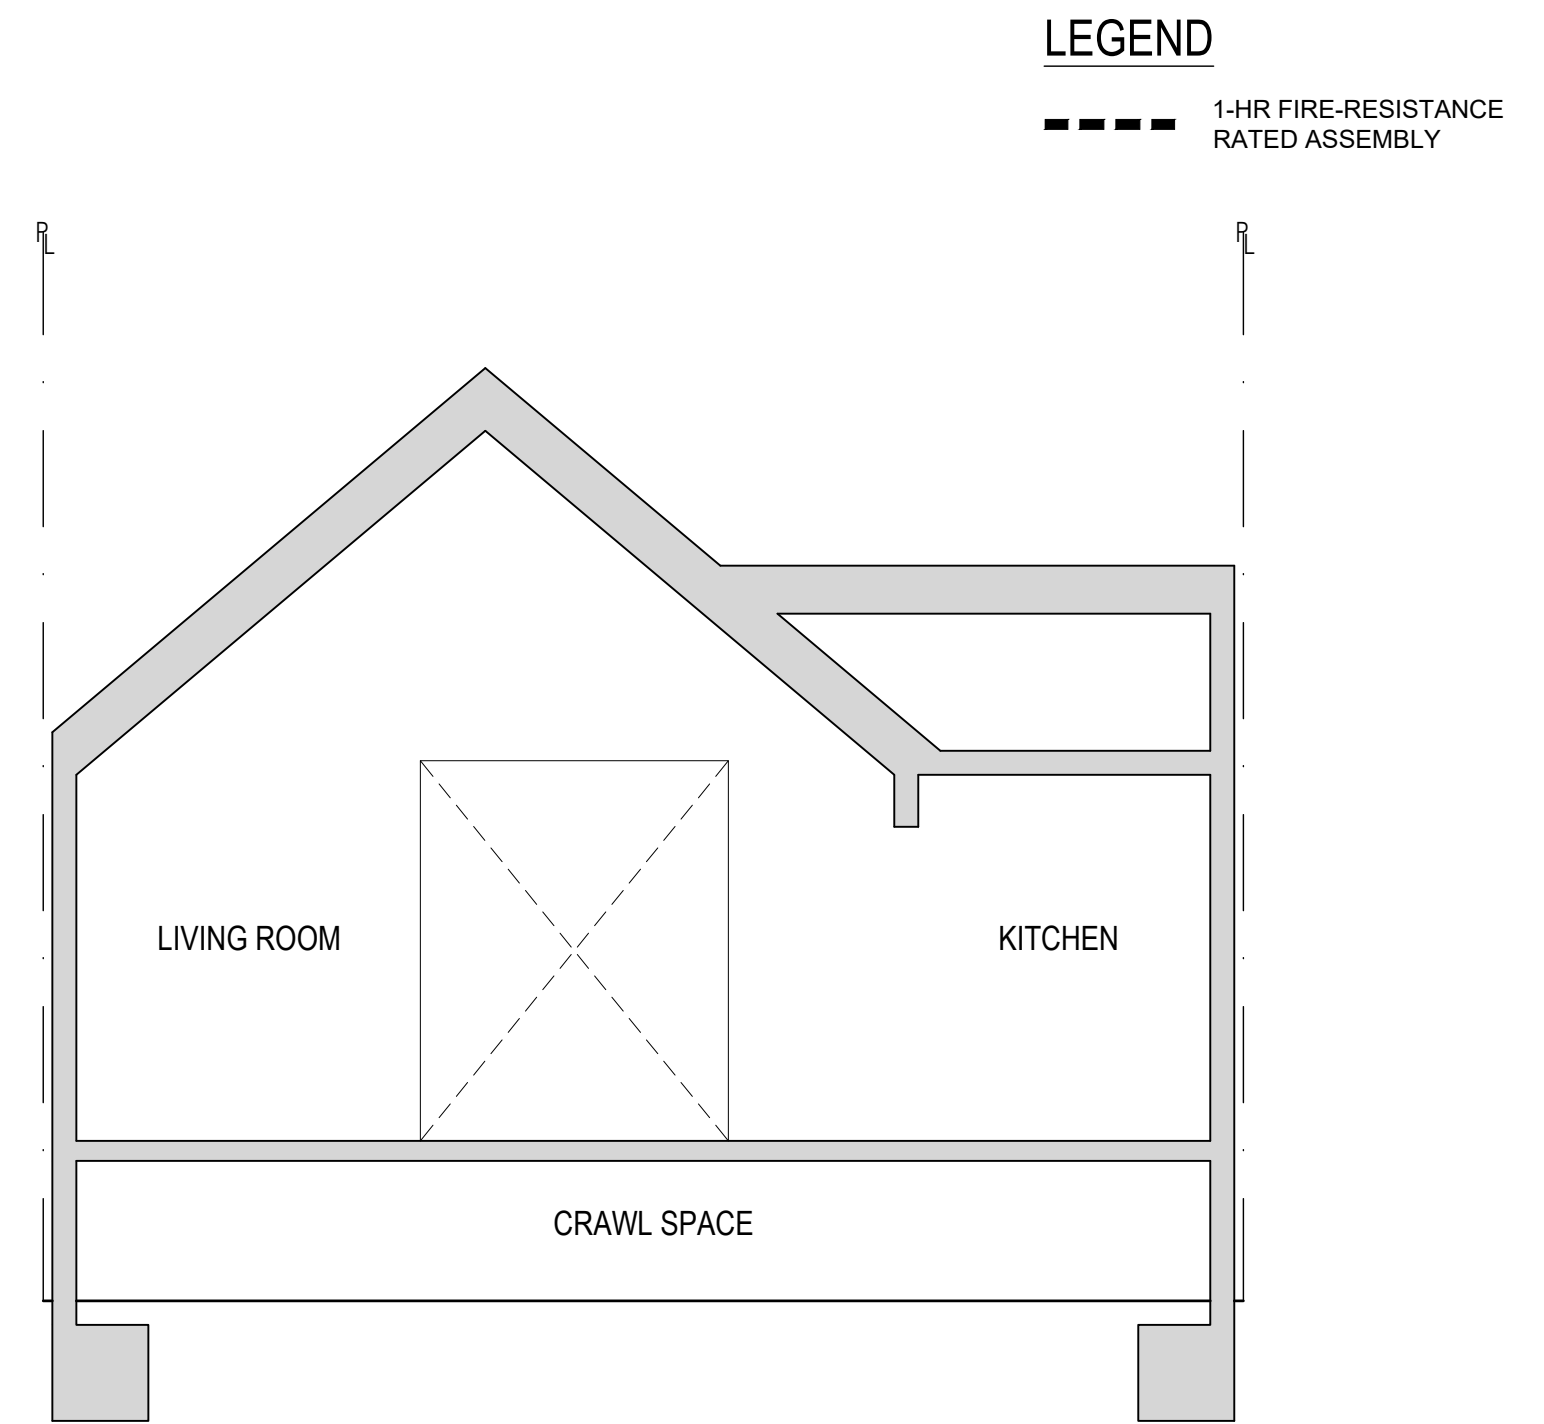 LEGEND
1-HR FIRE-RESISTANCE
RATED ASSEMBLY
PL
PL
LIVING ROOM
KITCHEN
CRAWL SPACE